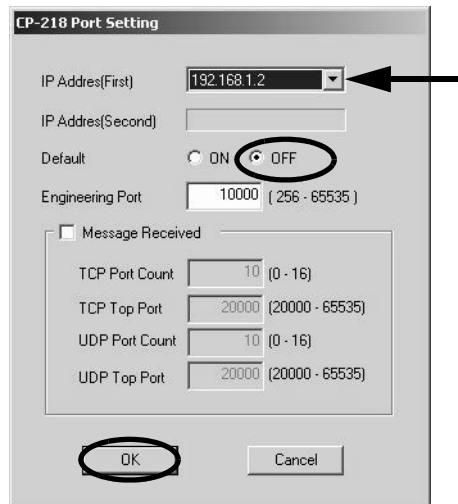 CP-218 Port Setting
IP Addres(First) 192.168.1.2
IP Addres(Second)
Default ON OFF
Engineering Port 10000 ( 256 - 65535 )
Message Received
TCP Port Count 10 (0 - 16)
TCP Top Port 20000 (20000 - 65535)
UDP Port Count 10 (0 - 16)
UDP Top Port 20000 (20000 - 65535)
OK Cancel